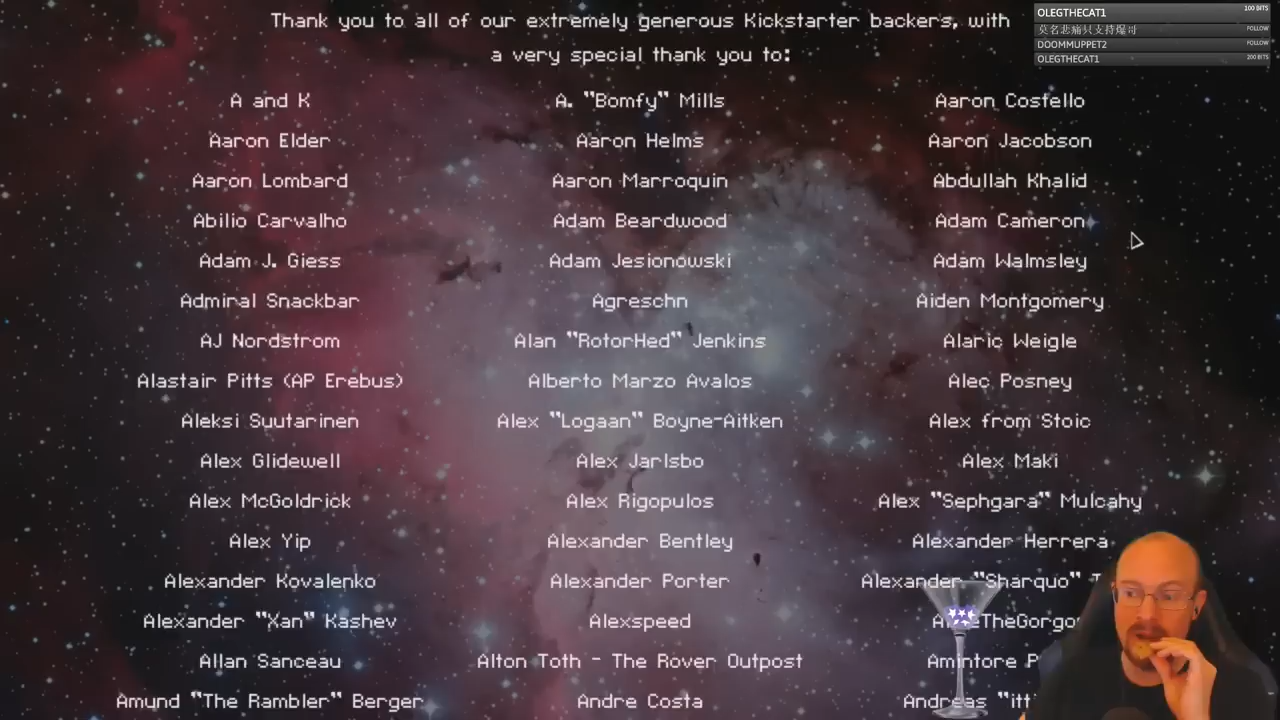 Thank you to all of our extremely generous Kickstarter backers, with
a very special thank you to:
A and K
A. "Bomfy" Mills
Aaron Costello
Aaron Elder
Aaron Helms
Aaron Jacobson
Aaron Lombard
Aaron Marroquin
Abdullah Khalid
Abilio Carvalho
Adam Beardwood
Adam Cameron
Adam J. Giess
Adam Jesionowski
Adam Walmsley
Admiral Snackbar
Agreschn
Aiden Montgomery
AJ Nordstrom
Alan "RotorHed" Jenkins
Alaric Weigle
Alastair Pitts (AP Erebus)
Alberto Marzo Avalos
Alec Posney
Aleksi Suutarinen
Alex "Logaan" Boyne-Aitken
Alex from Stoic
Alex Glidewell
Alex Jarlsbo
Alex Maki
Alex McGoldrick
Alex Rigopulos
Alex "Sephgara" Mulcahy
Alex Yip
Alexander Bentley
Alexander Herrera
Alexander Kovalenko
Alexander Porter
Alexander "Sharquo"
Alexander "Xan" Kashev
Alexspeed
Allan Sanceau
Alton Toth - The Rover Outpost
Amintore
Amund "The Rambler" Berger
Andre Costa
Andreas
OLEGTHECAT1 100 BITS
莫名悲痛只支持爆哥 FOLLOW
DOOMMUPPET2 FOLLOW
OLEGTHECAT1 200 BITS